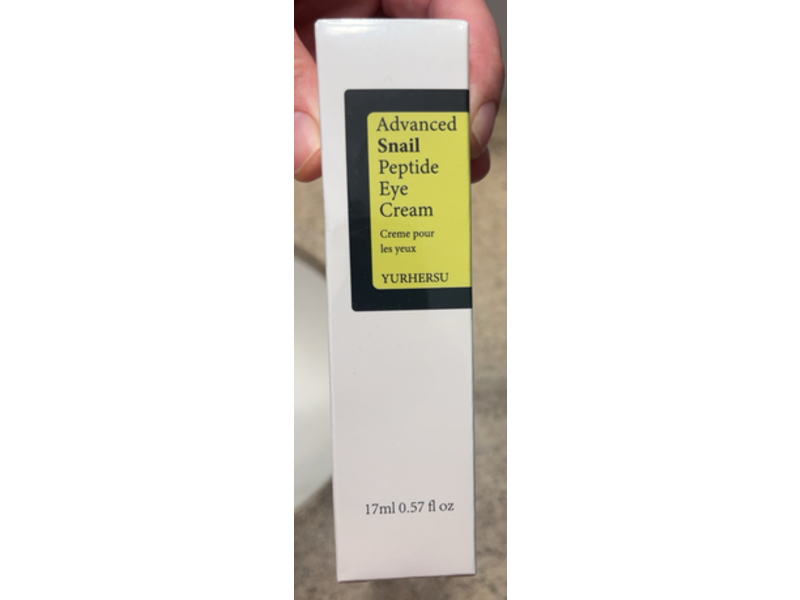 Advanced
Snail
Peptide
Eye
Cream
Creme pour
les yeux
YURHERSU
17ml 0.57 fl oz